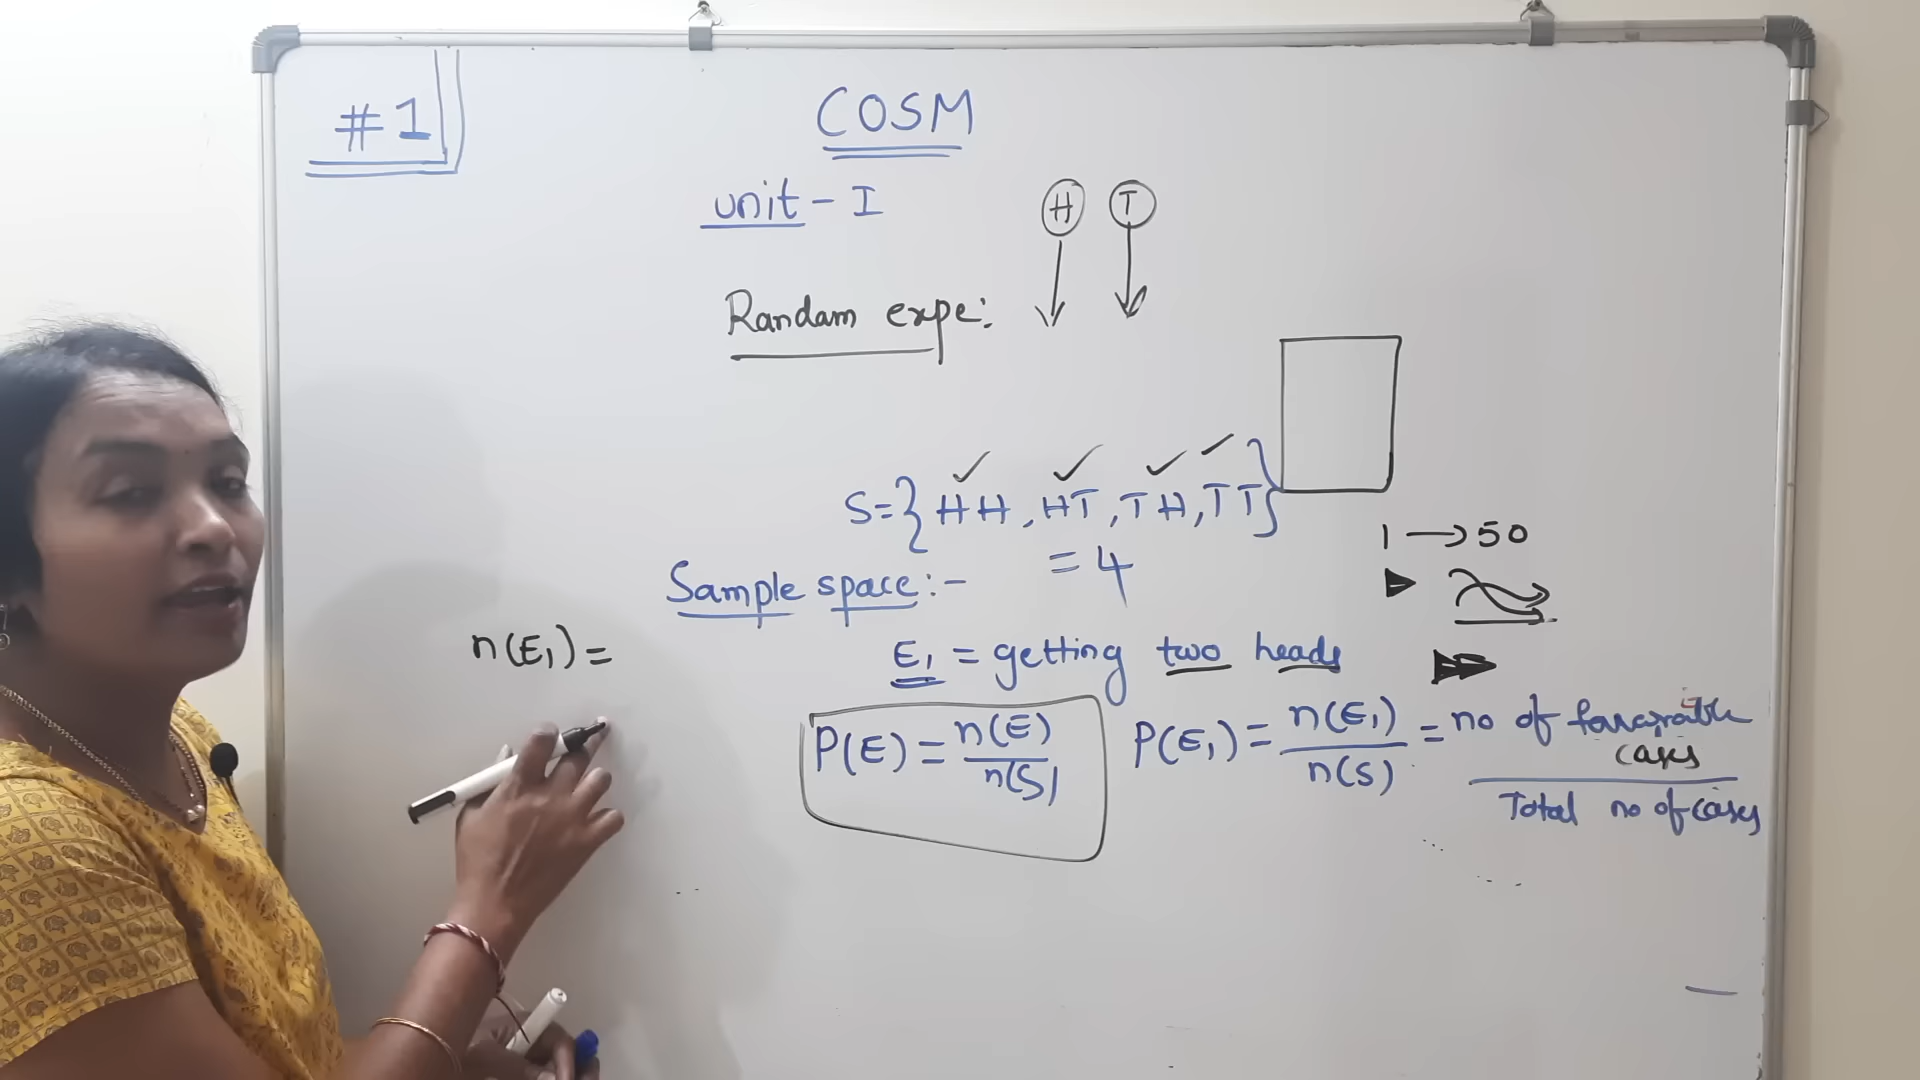 #1
COSM
unit - I
H T
Randam expe:
S={HH, HT, TH, TT}
= 4
1 → 50
Sample space:-
n(E₁) =
E₁ = getting two heads
P(E) = n(E)/n(S)
P(E₁) = n(E₁)/n(S) = no of favourable cases
Total no of cases